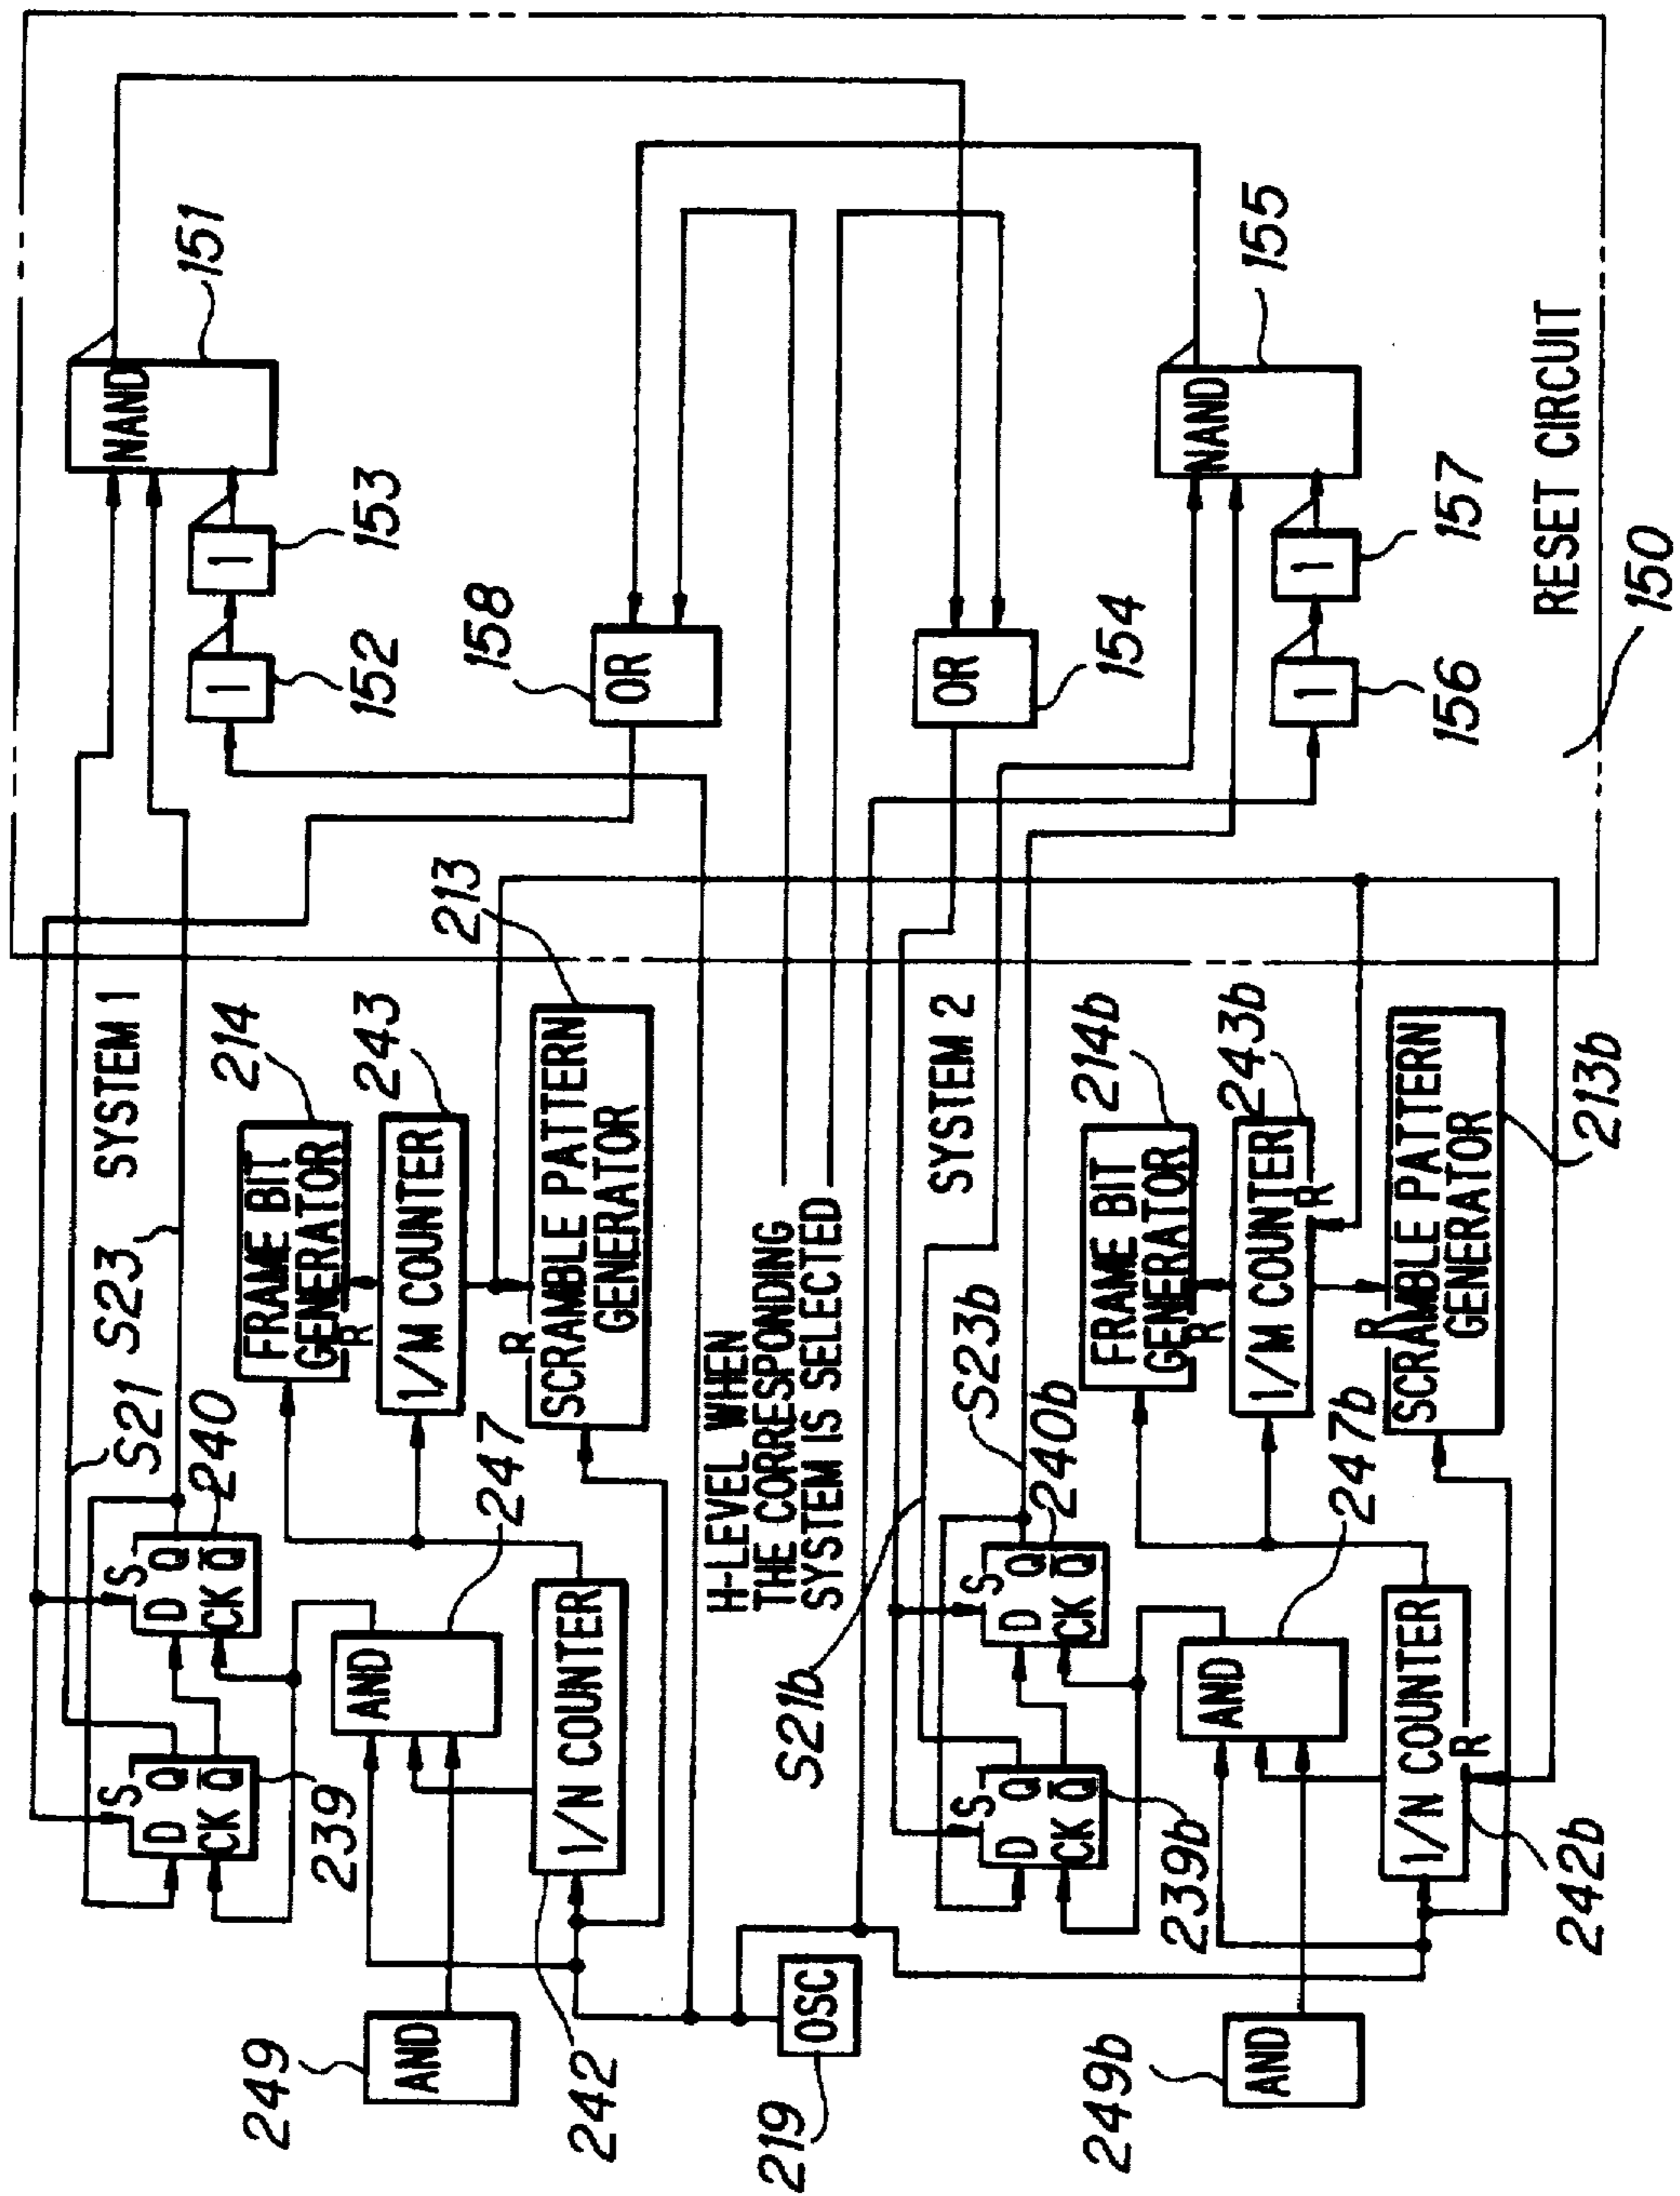 SYSTEM 1
S21
S23
S
D Q
CK Q̅
239
S
D Q
CK Q̅
240
249
AND
AND
247
242
1/N COUNTER
FRAME BIT
GENERATOR
R
214
1/M COUNTER
243
R
SCRAMBLE PATTERN
GENERATOR
213
NAND
151
1
152
1
153
OR
158
H-LEVEL WHEN
THE CORRESPONDING
SYSTEM IS SELECTED
219
OSC
SYSTEM 2
S21b
S23b
S
D Q
CK Q̅
239b
S
D Q
CK Q̅
240b
249b
AND
AND
247b
1/N COUNTER
R
242b
FRAME BIT
GENERATOR
R
214b
1/M COUNTER
R
243b
R
SCRAMBLE PATTERN
GENERATOR
213b
OR
154
NAND
155
1
156
1
157
RESET CIRCUIT
150